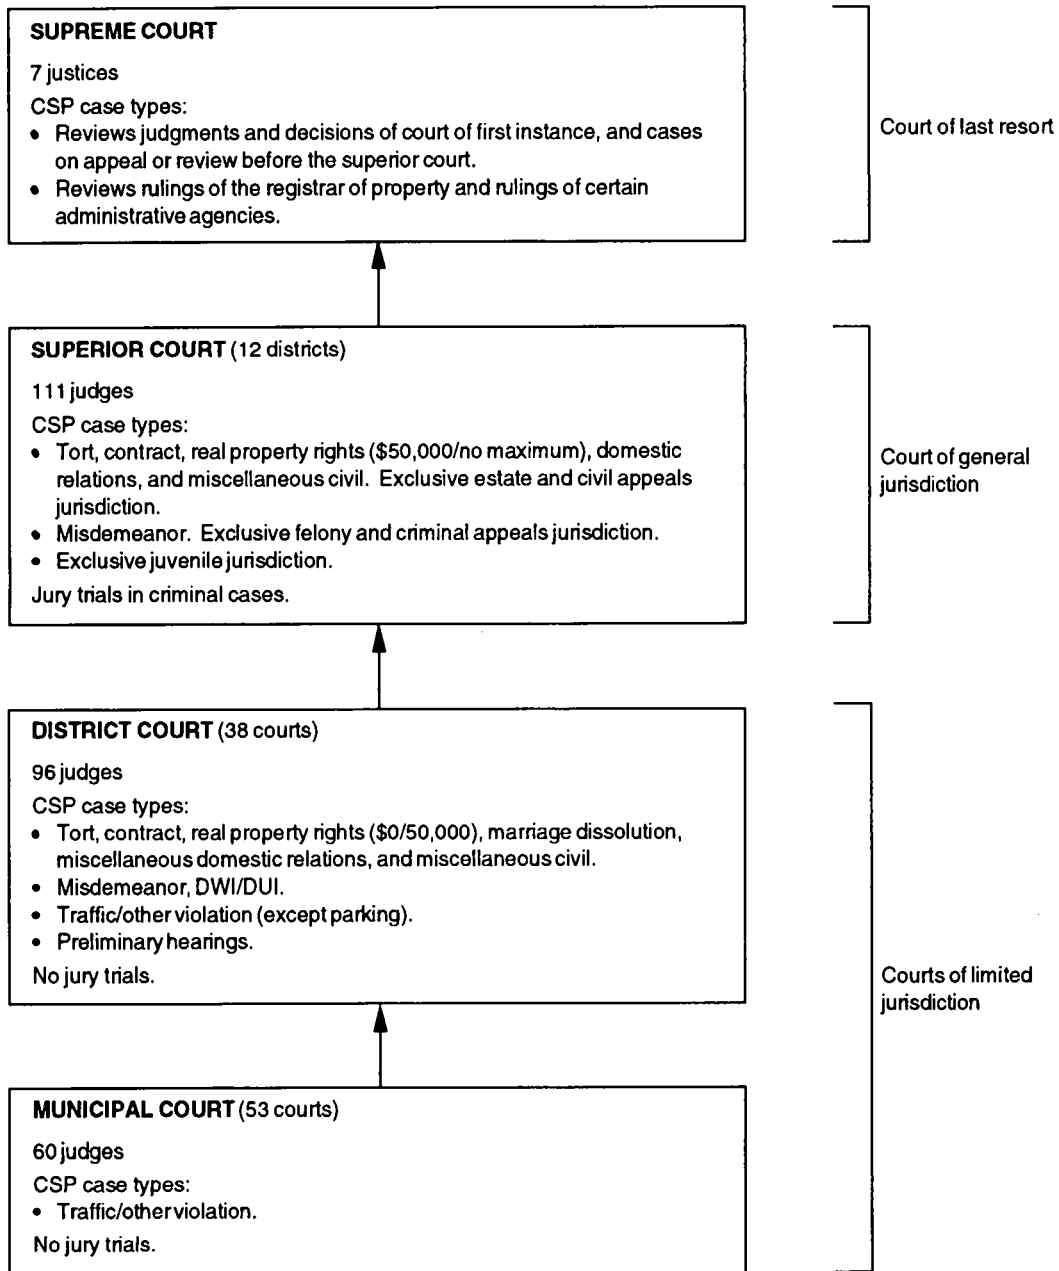 SUPREME COURT
7 justices
CSP case types:
• Reviews judgments and decisions of court of first instance, and cases
on appeal or review before the superior court.
• Reviews rulings of the registrar of property and rulings of certain
administrative agencies.
Court of last resort
SUPERIOR COURT (12 districts)
111 judges
CSP case types:
• Tort, contract, real property rights ($50,000/no maximum), domestic
relations, and miscellaneous civil. Exclusive estate and civil appeals
jurisdiction.
• Misdemeanor. Exclusive felony and criminal appeals jurisdiction.
• Exclusive juvenile jurisdiction.
Jury trials in criminal cases.
Court of general
jurisdiction
DISTRICT COURT (38 courts)
96 judges
CSP case types:
• Tort, contract, real property rights ($0/50,000), marriage dissolution,
miscellaneous domestic relations, and miscellaneous civil.
• Misdemeanor, DWI/DUI.
• Traffic/other violation (except parking).
• Preliminary hearings.
No jury trials.
Courts of limited
jurisdiction
MUNICIPAL COURT (53 courts)
60 judges
CSP case types:
• Traffic/other violation.
No jury trials.